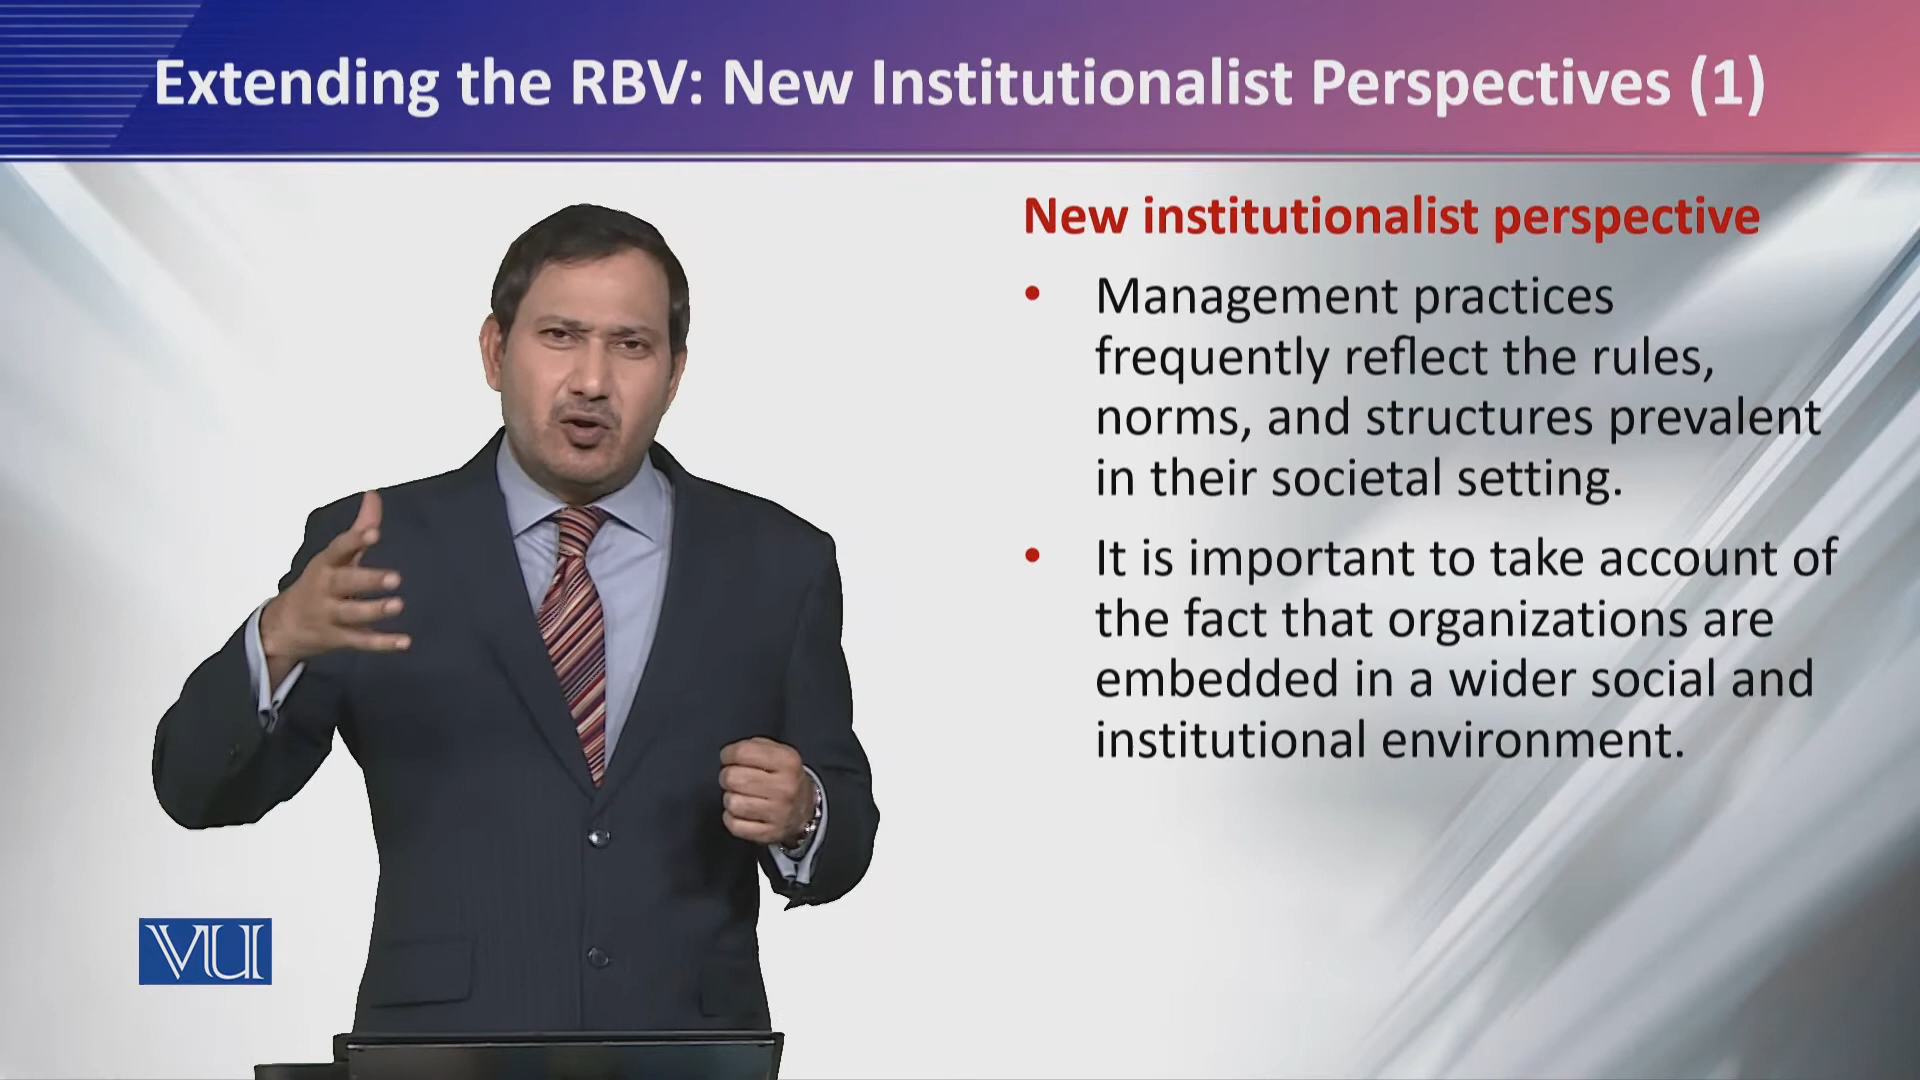 Extending the RBV: New Institutionalist Perspectives (1)
New institutionalist perspective
• Management practices
frequently reflect the rules,
norms, and structures prevalent
in their societal setting.
• It is important to take account of
the fact that organizations are
embedded in a wider social and
institutional environment.
VU